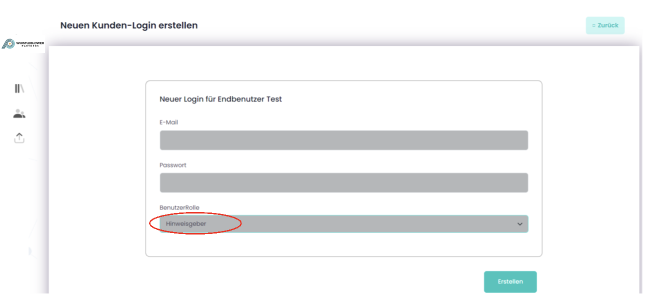 Neuen Kunden-Login erstellen
< Zurück
Neuer Login für Endbenutzer Test
E-Mail
Passwort
BenutzerRolle
Hinweisgeber
Erstellen